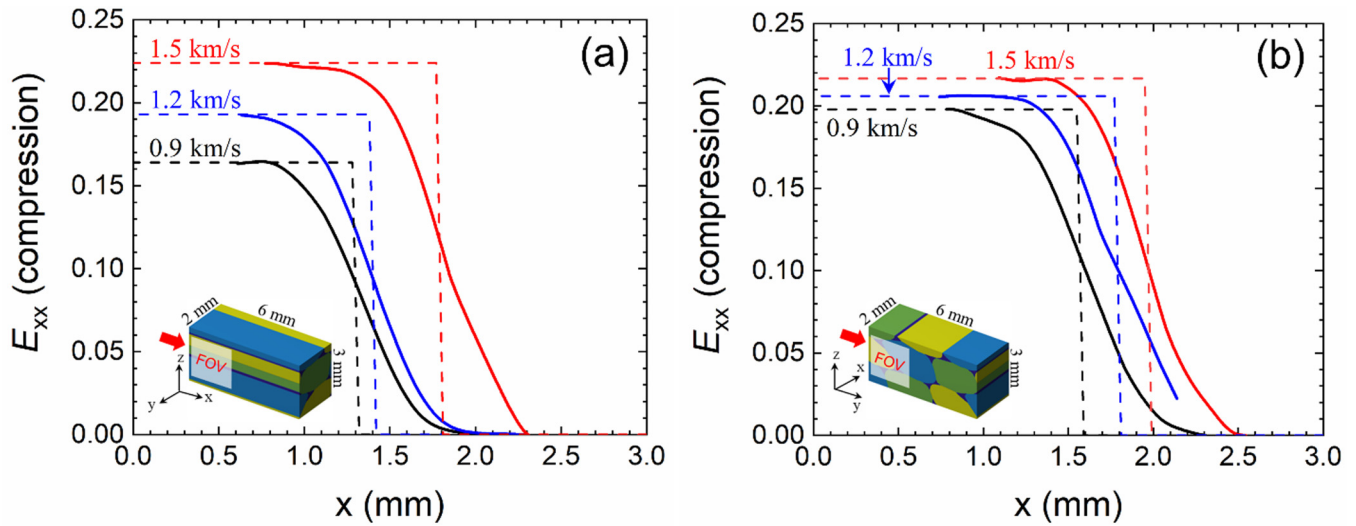 (a)
E_xx (compression)
0.25
0.20
0.15
0.10
0.05
0.00
1.5 km/s
1.2 km/s
0.9 km/s
2 mm
6 mm
3 mm
FOV
z
y
x
0.0 0.5 1.0 1.5 2.0 2.5 3.0
x (mm)
(b)
E_xx (compression)
0.25
0.20
0.15
0.10
0.05
0.00
1.2 km/s
1.5 km/s
0.9 km/s
2 mm
6 mm
3 mm
FOV
z
x
y
0.0 0.5 1.0 1.5 2.0 2.5 3.0
x (mm)